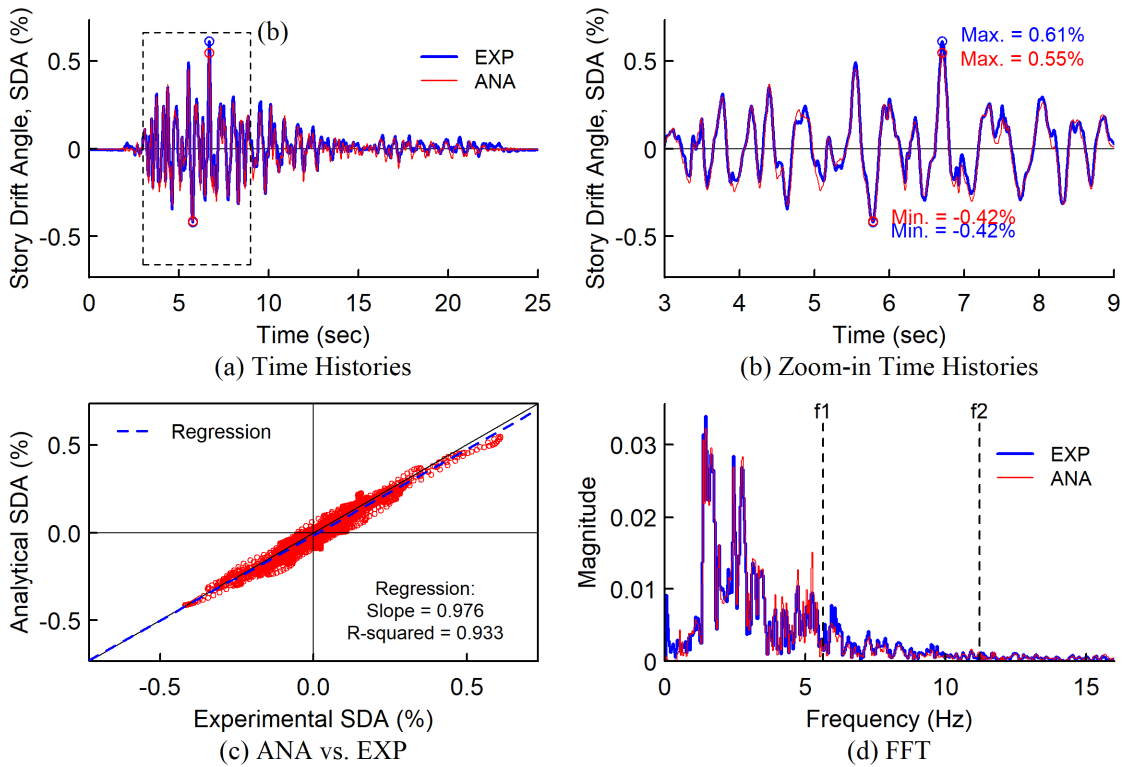 Story Drift Angle, SDA (%)
0.5
0
-0.5
(b)
EXP
ANA
0 5 10 15 20 25
Time (sec)
(a) Time Histories
Story Drift Angle, SDA (%)
0.5
0
-0.5
Max. = 0.61%
Max. = 0.55%
Min. = -0.42%
Min. = -0.42%
3 4 5 6 7 8 9
Time (sec)
(b) Zoom-in Time Histories
Analytical SDA (%)
0.5
0.0
-0.5
Regression
Regression:
Slope = 0.976
R-squared = 0.933
-0.5 0.0 0.5
Experimental SDA (%)
(c) ANA vs. EXP
Magnitude
0.03
0.02
0.01
0
f1 f2
EXP
ANA
0 5 10 15
Frequency (Hz)
(d) FFT